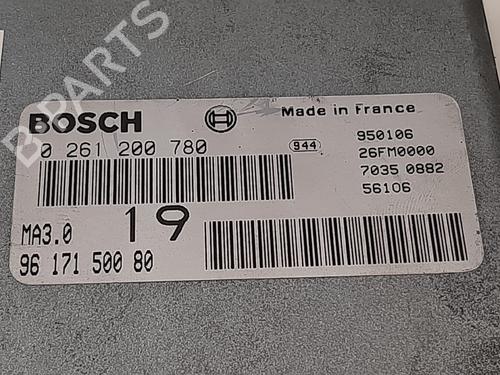 B-PARTS
BOSCH
Made in France
0 261 200 780
944
950106
26FM0000
7035 0882
56106
MA3.0
19
96 171 500 80